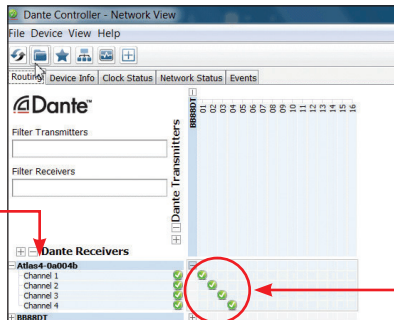 Dante Controller - Network View
File Device View Help
Routing Device Info Clock Status Network Status Events
Dante™
Filter Transmitters
Filter Receivers
Dante Transmitters
BB88DT
01 02 03 04 05 06 07 08 09 10 11 12 13 14 15 16
Dante Receivers
Atlas4-0a004b
Channel 1
Channel 2
Channel 3
Channel 4
BB88DT